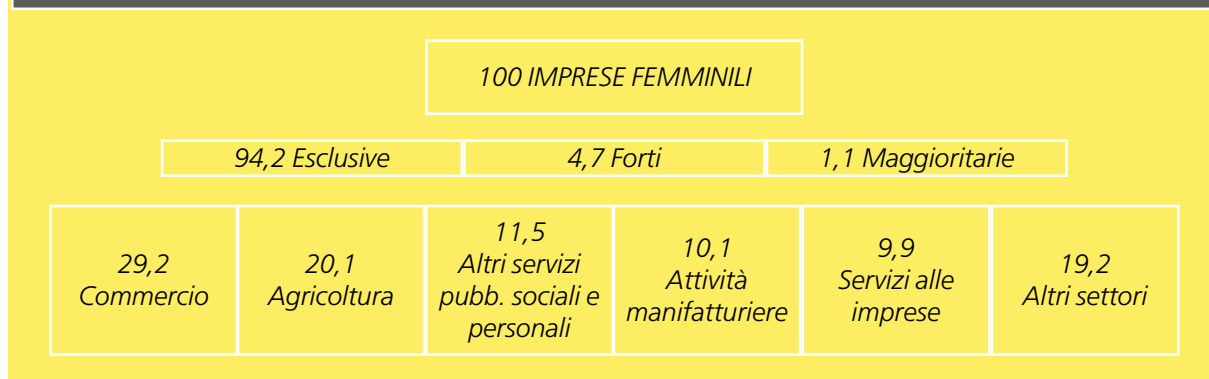 100 IMPRESE FEMMINILI
94,2 Esclusive
4,7 Forti
1,1 Maggioritarie
29,2
Commercio
20,1
Agricoltura
11,5
Altri servizi
pubb. sociali e
personali
10,1
Attività
manifatturiere
9,9
Servizi alle
imprese
19,2
Altri settori